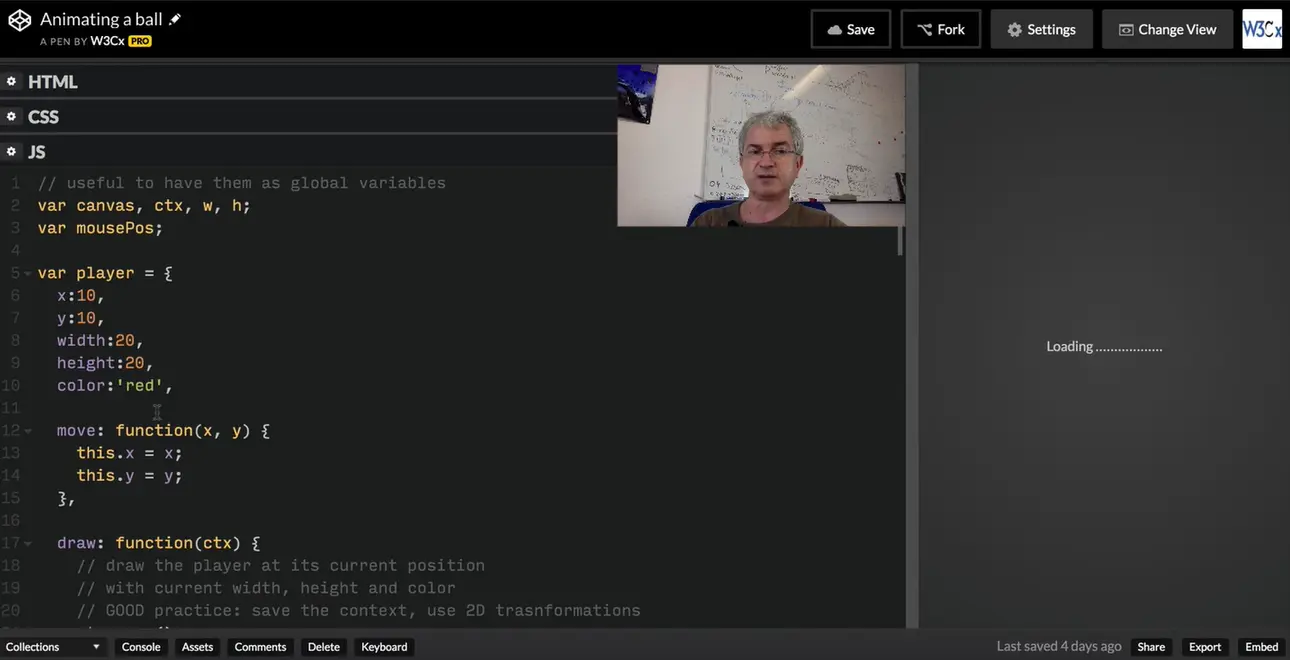 Animating a ball
A PEN BY W3Cx PRO
Save
Fork
Settings
Change View
W3Cx
HTML
CSS
JS
1 // useful to have them as global variables
2 var canvas, ctx, w, h;
3 var mousePos;
4
5 var player = {
6 x:10,
7 y:10,
8 width:20,
9 height:20,
10 color:'red',
11
12 move: function(x, y) {
13 this.x = x;
14 this.y = y;
15 },
16
17 draw: function(ctx) {
18 // draw the player at its current position
19 // with current width, height and color
20 // GOOD practice: save the context, use 2D trasnformations
Loading..................
Collections
Console
Assets
Comments
Delete
Keyboard
Last saved 4 days ago
Share
Export
Embed